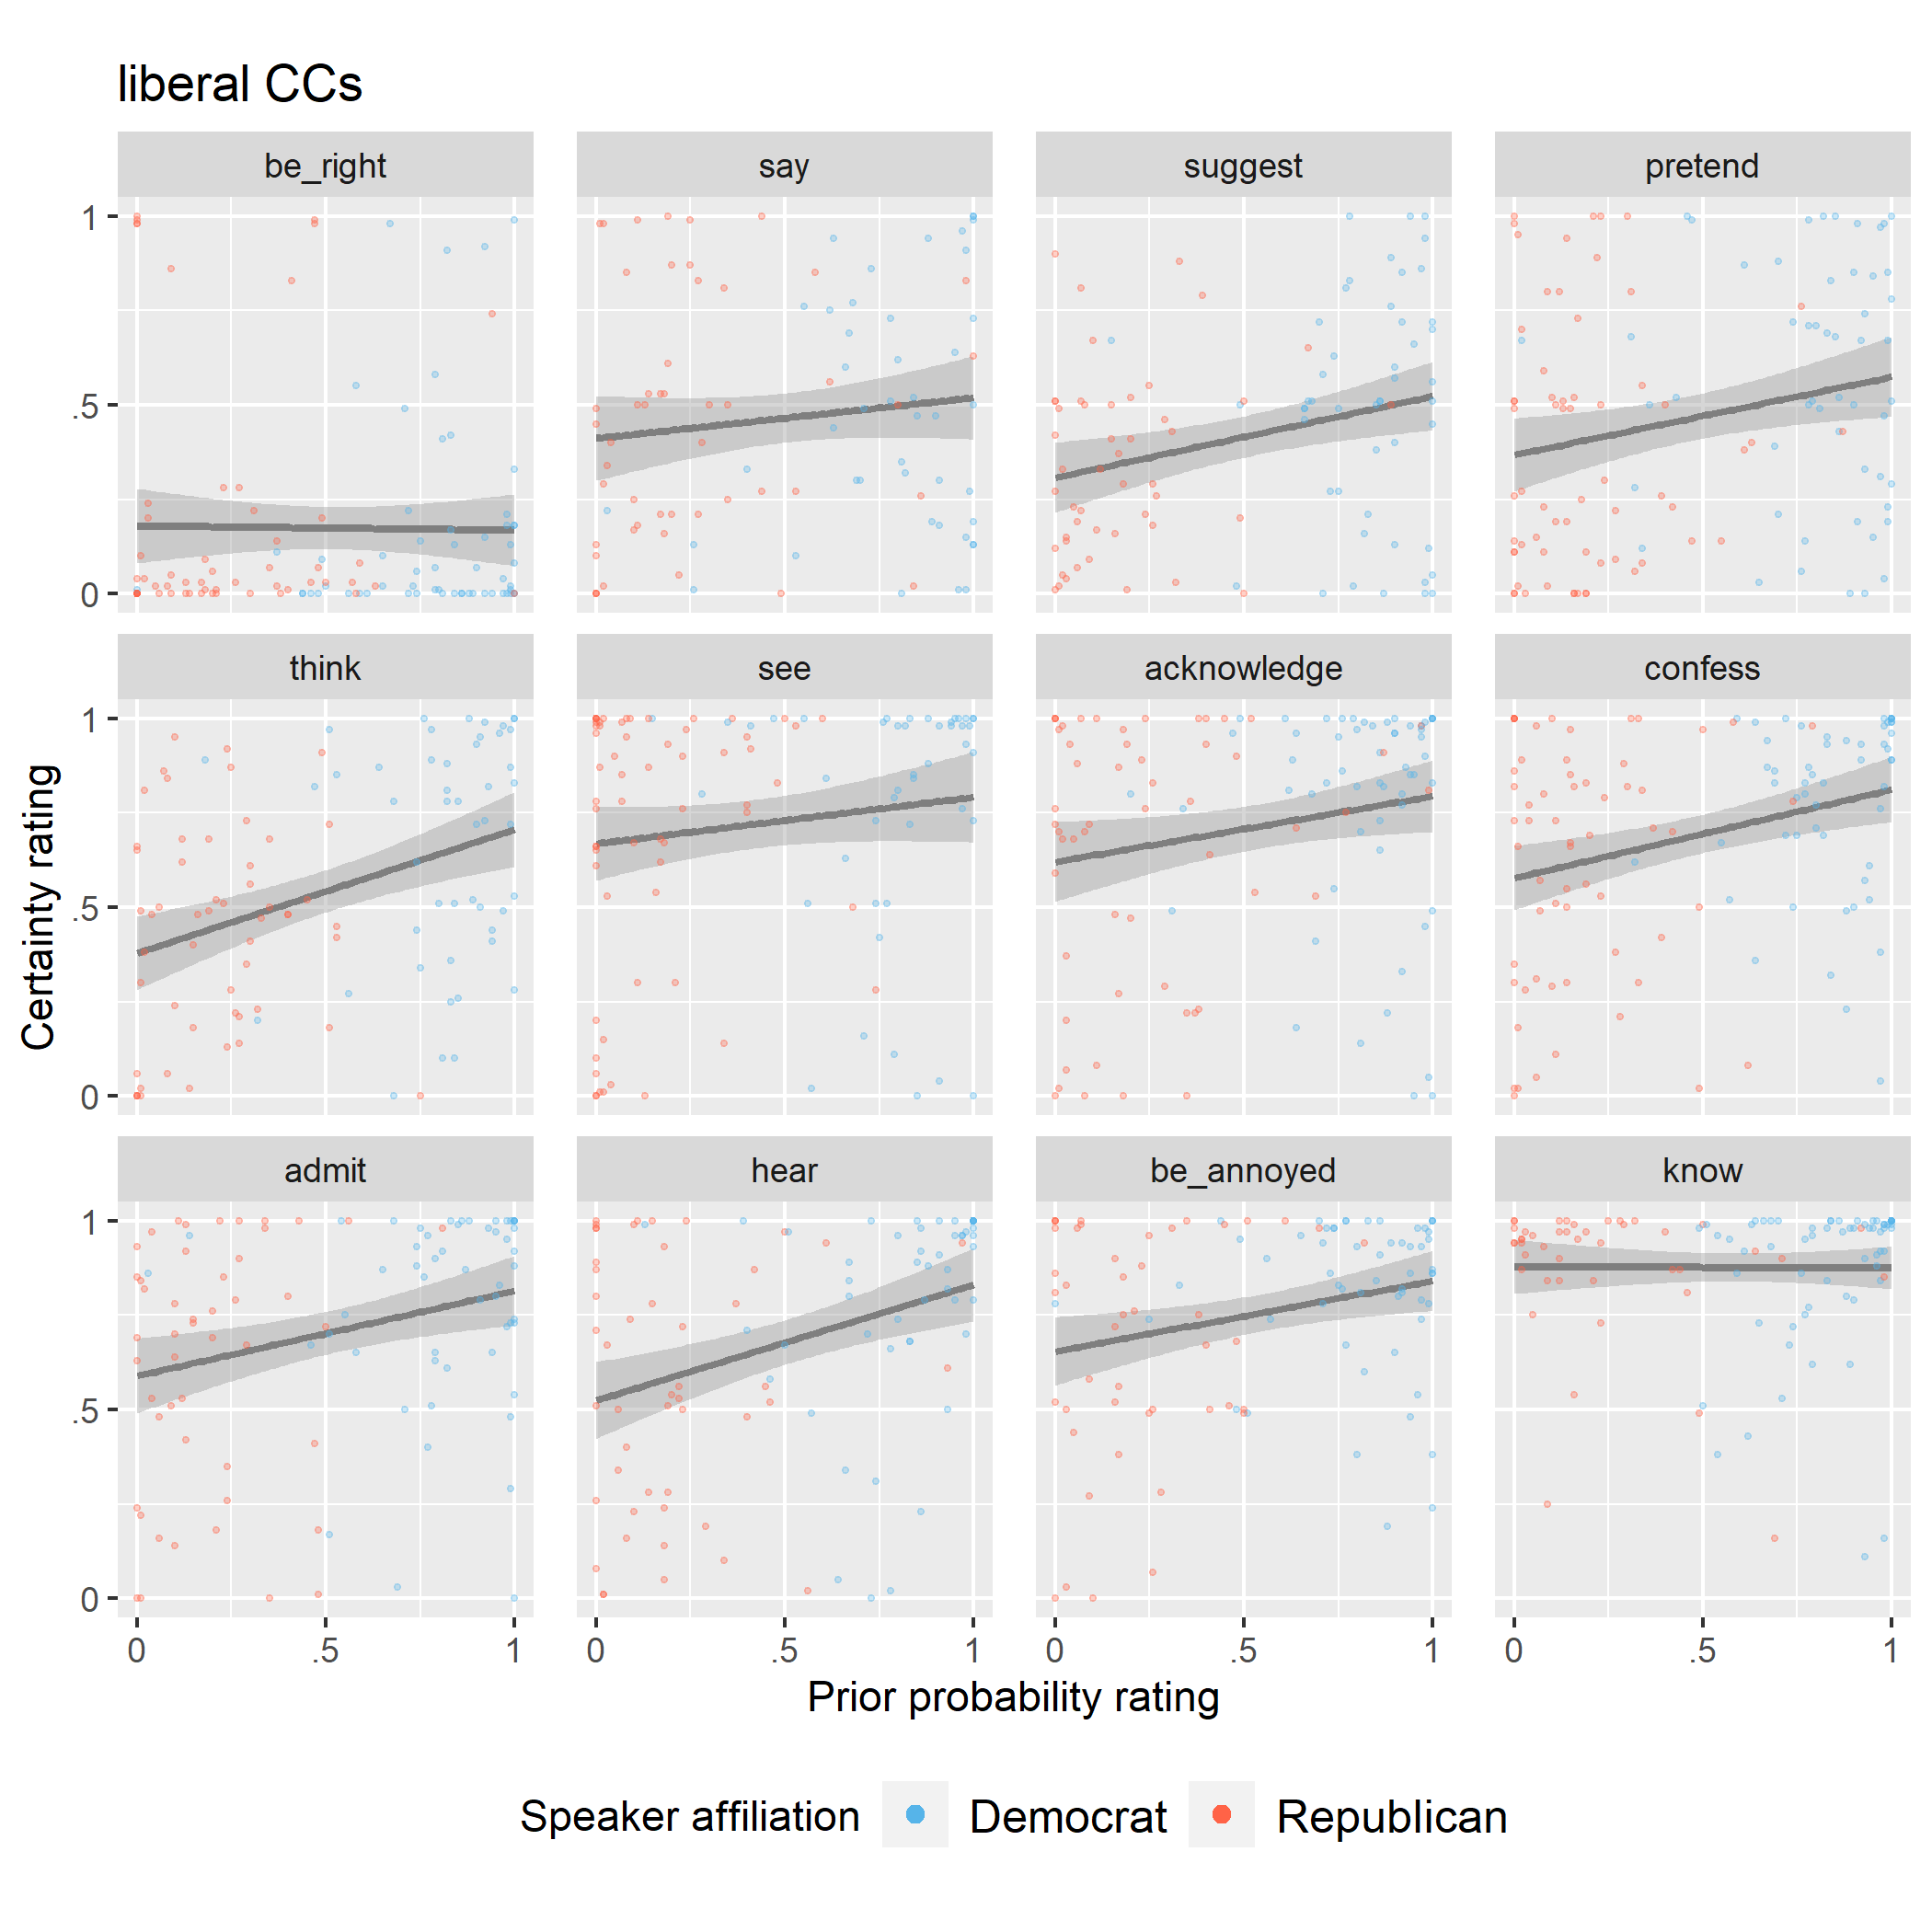 liberal CCs
be_right
say
suggest
pretend
1
.5
0
think
see
acknowledge
confess
1
.5
0
Certainty rating
admit
hear
be_annoyed
know
1
.5
0
0 .5 1 0 .5 1 0 .5 1 0 .5 1
Prior probability rating
Speaker affiliation Democrat Republican